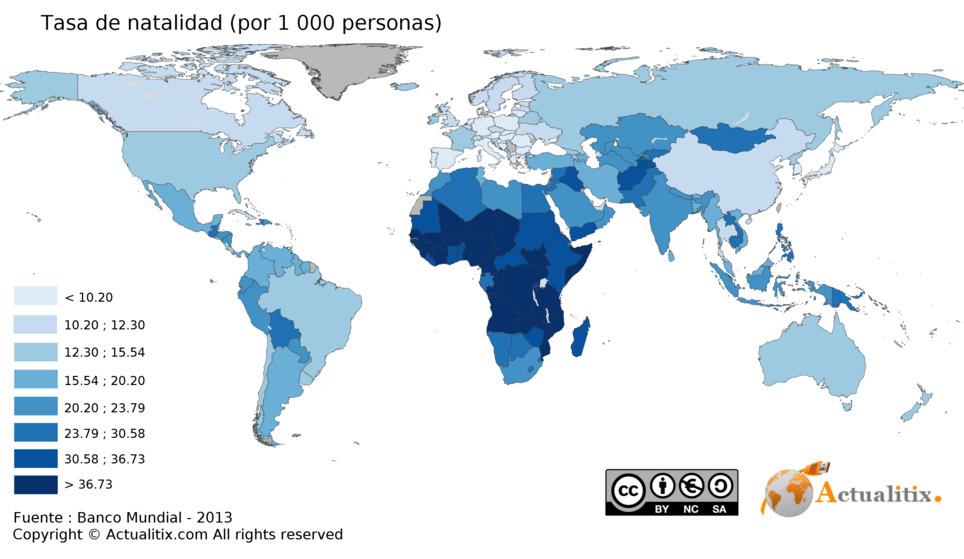 Tasa de natalidad (por 1 000 personas)
< 10.20
10.20 ; 12.30
12.30 ; 15.54
15.54 ; 20.20
20.20 ; 23.79
23.79 ; 30.58
30.58 ; 36.73
> 36.73
Fuente : Banco Mundial - 2013
Copyright © Actualitix.com All rights reserved
cc
BY NC SA
Actualitix.